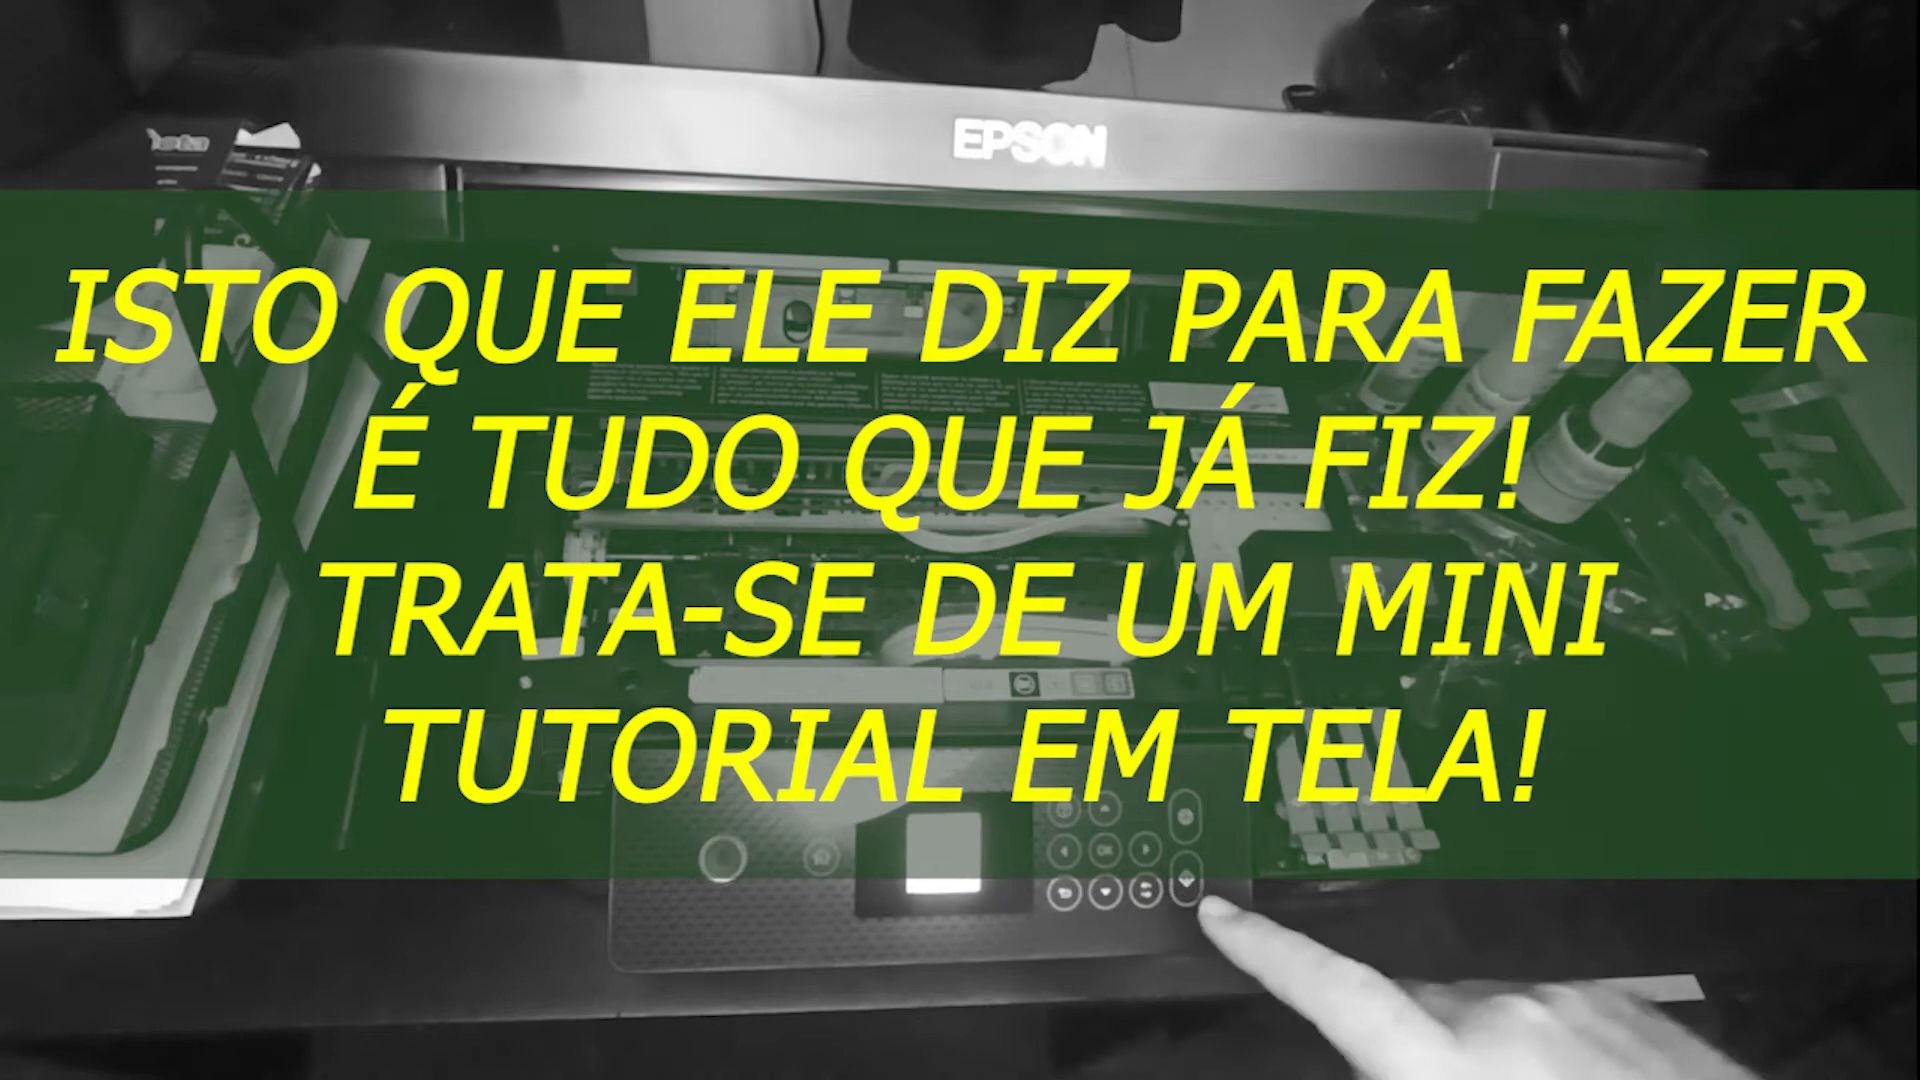 EPSON
ISTO QUE ELE DIZ PARA FAZER
É TUDO QUE JÁ FIZ!
TRATA-SE DE UM MINI
TUTORIAL EM TELA!
OK